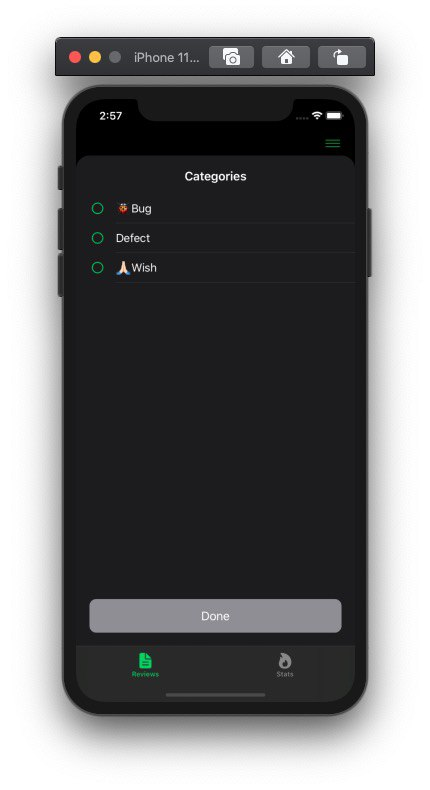 iPhone 11...
2:57
Categories
🐞Bug
Defect
🙏🏻Wish
Done
Reviews
Stats